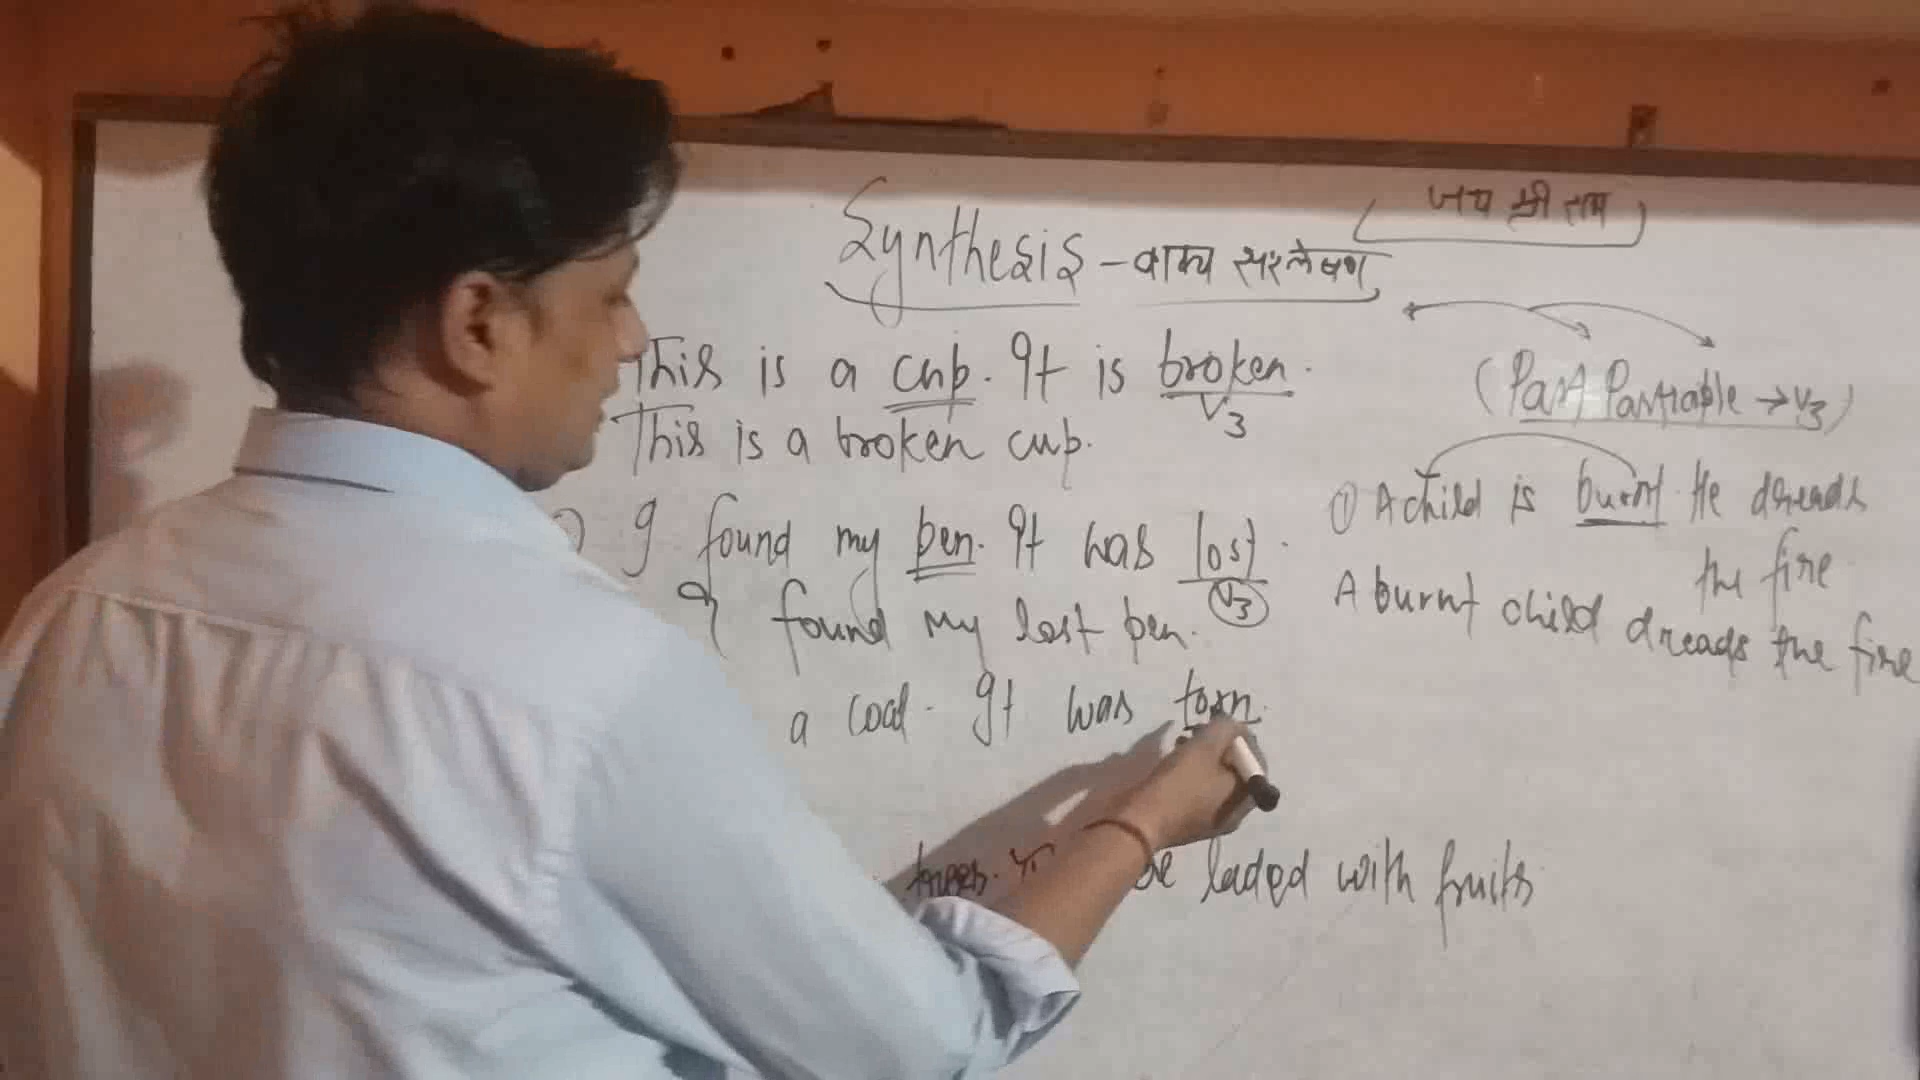 जय श्री राम
Synthesis - वाक्य संश्लेषण
This is a cup. It is broken.
V3
This is a broken cup.
I found my pen. It was lost.
V3
I found my lost pen.
a coat. It was torn.
trees. laded with fruits
(Past Partiaple → V3)
① A child is burnt. He dreads
the fire
A burnt child dreads the fire